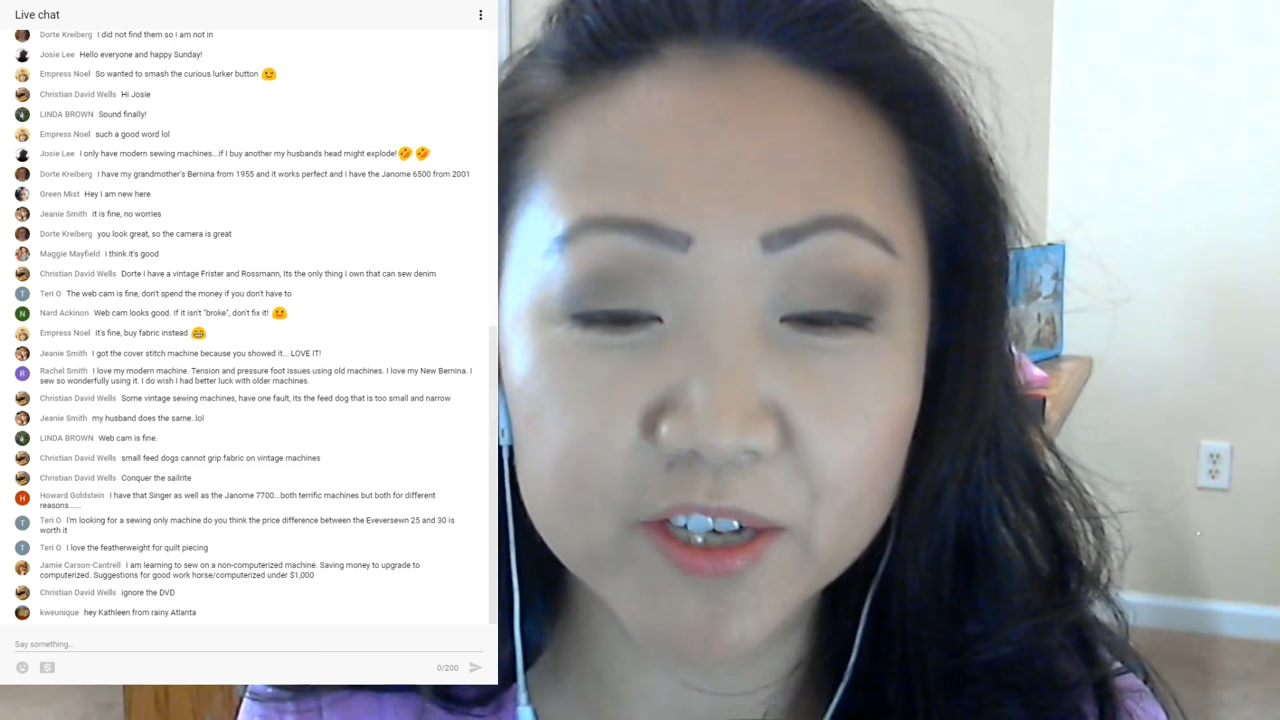 Live chat
Dorte Kreiberg I did not find them so I am not in
Josie Lee Hello everyone and happy Sunday!
Empress Noel So wanted to smash the curious lurker button
Christian David Wells Hi Josie
LINDA BROWN Sound finally!
Empress Noel such a good word lol
Josie Lee I only have modern sewing machines...if I buy another my husbands head might explode!
Dorte Kreiberg I have my grandmother's Bernina from 1955 and it works perfect and I have the Janome 6500 from 2001
Green Mist Hey I am new here
Jeanie Smith It is fine, no worries
Dorte Kreiberg you look great, so the camera is great
Maggie Mayfield i think it's good
Christian David Wells Dorte I have a vintage Frister and Rossmann, Its the only thing I own that can sew denim
T Teri O The web cam is fine, don't spend the money if you don't have to
N Nard Ackinon Web cam looks good. If it isn't "broke", don't fix it!
Empress Noel it's fine, buy fabric instead
Jeanie Smith I got the cover stitch machine because you showed it... LOVE IT!
R Rachel Smith I love my modern machine. Tension and pressure foot issues using old machines. I love my New Bernina. I
sew so wonderfully using it. I do wish I had better luck with older machines.
Christian David Wells Some vintage sewing machines, have one fault, its the feed dog that is too small and narrow
Jeanie Smith my husband does the same..lol
LINDA BROWN Web cam is fine.
Christian David Wells small feed dogs cannot grip fabric on vintage machines
Christian David Wells Conquer the sailrite
H Howard Goldstein I have that Singer as well as the Janome 7700...both terrific machines but both for different
reasons......
T Teri O I'm looking for a sewing only machine do you think the price difference between the Eversewn 25 and 30 is
worth it
T Teri O I love the featherweight for quilt piecing
Jamie Carson-Cantrell I am learning to sew on a non-computerized machine. Saving money to upgrade to
computerized. Suggestions for good work horse/computerized under $1,000
Christian David Wells ignore the DVD
kweunique hey Kathleen from rainy Atlanta
Say something...
0/200